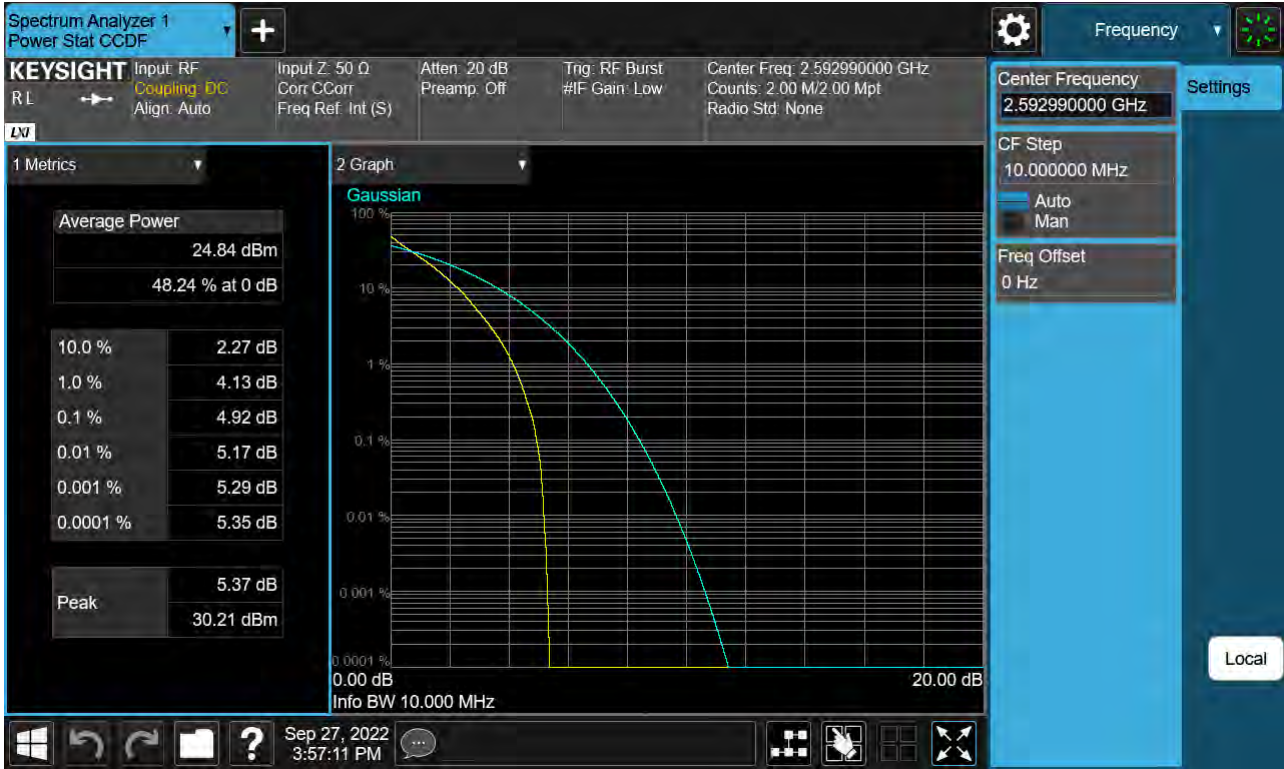 Spectrum Analyzer 1
Power Stat CCDF
+
Frequency
KEYSIGHT
R L
LXI
Input: RF
Coupling: DC
Align: Auto
Input Z: 50 Ω
Corr CCorr
Freq Ref: Int (S)
Atten: 20 dB
Preamp: Off
Trig: RF Burst
#IF Gain: Low
Center Freq: 2.592990000 GHz
Counts: 2.00 M/2.00 Mpt
Radio Std: None
Center Frequency
2.592990000 GHz
Settings
CF Step
10.000000 MHz
Auto
Man
Freq Offset
0 Hz
Local
1 Metrics
Average Power
24.84 dBm
48.24 % at 0 dB
10.0 % 2.27 dB
1.0 % 4.13 dB
0.1 % 4.92 dB
0.01 % 5.17 dB
0.001 % 5.29 dB
0.0001 % 5.35 dB
Peak
5.37 dB
30.21 dBm
2 Graph
Gaussian
100 %
10 %
1 %
0.1 %
0.01 %
0.001 %
0.0001 %
0.00 dB 20.00 dB
Info BW 10.000 MHz
?
Sep 27, 2022
3:57:11 PM